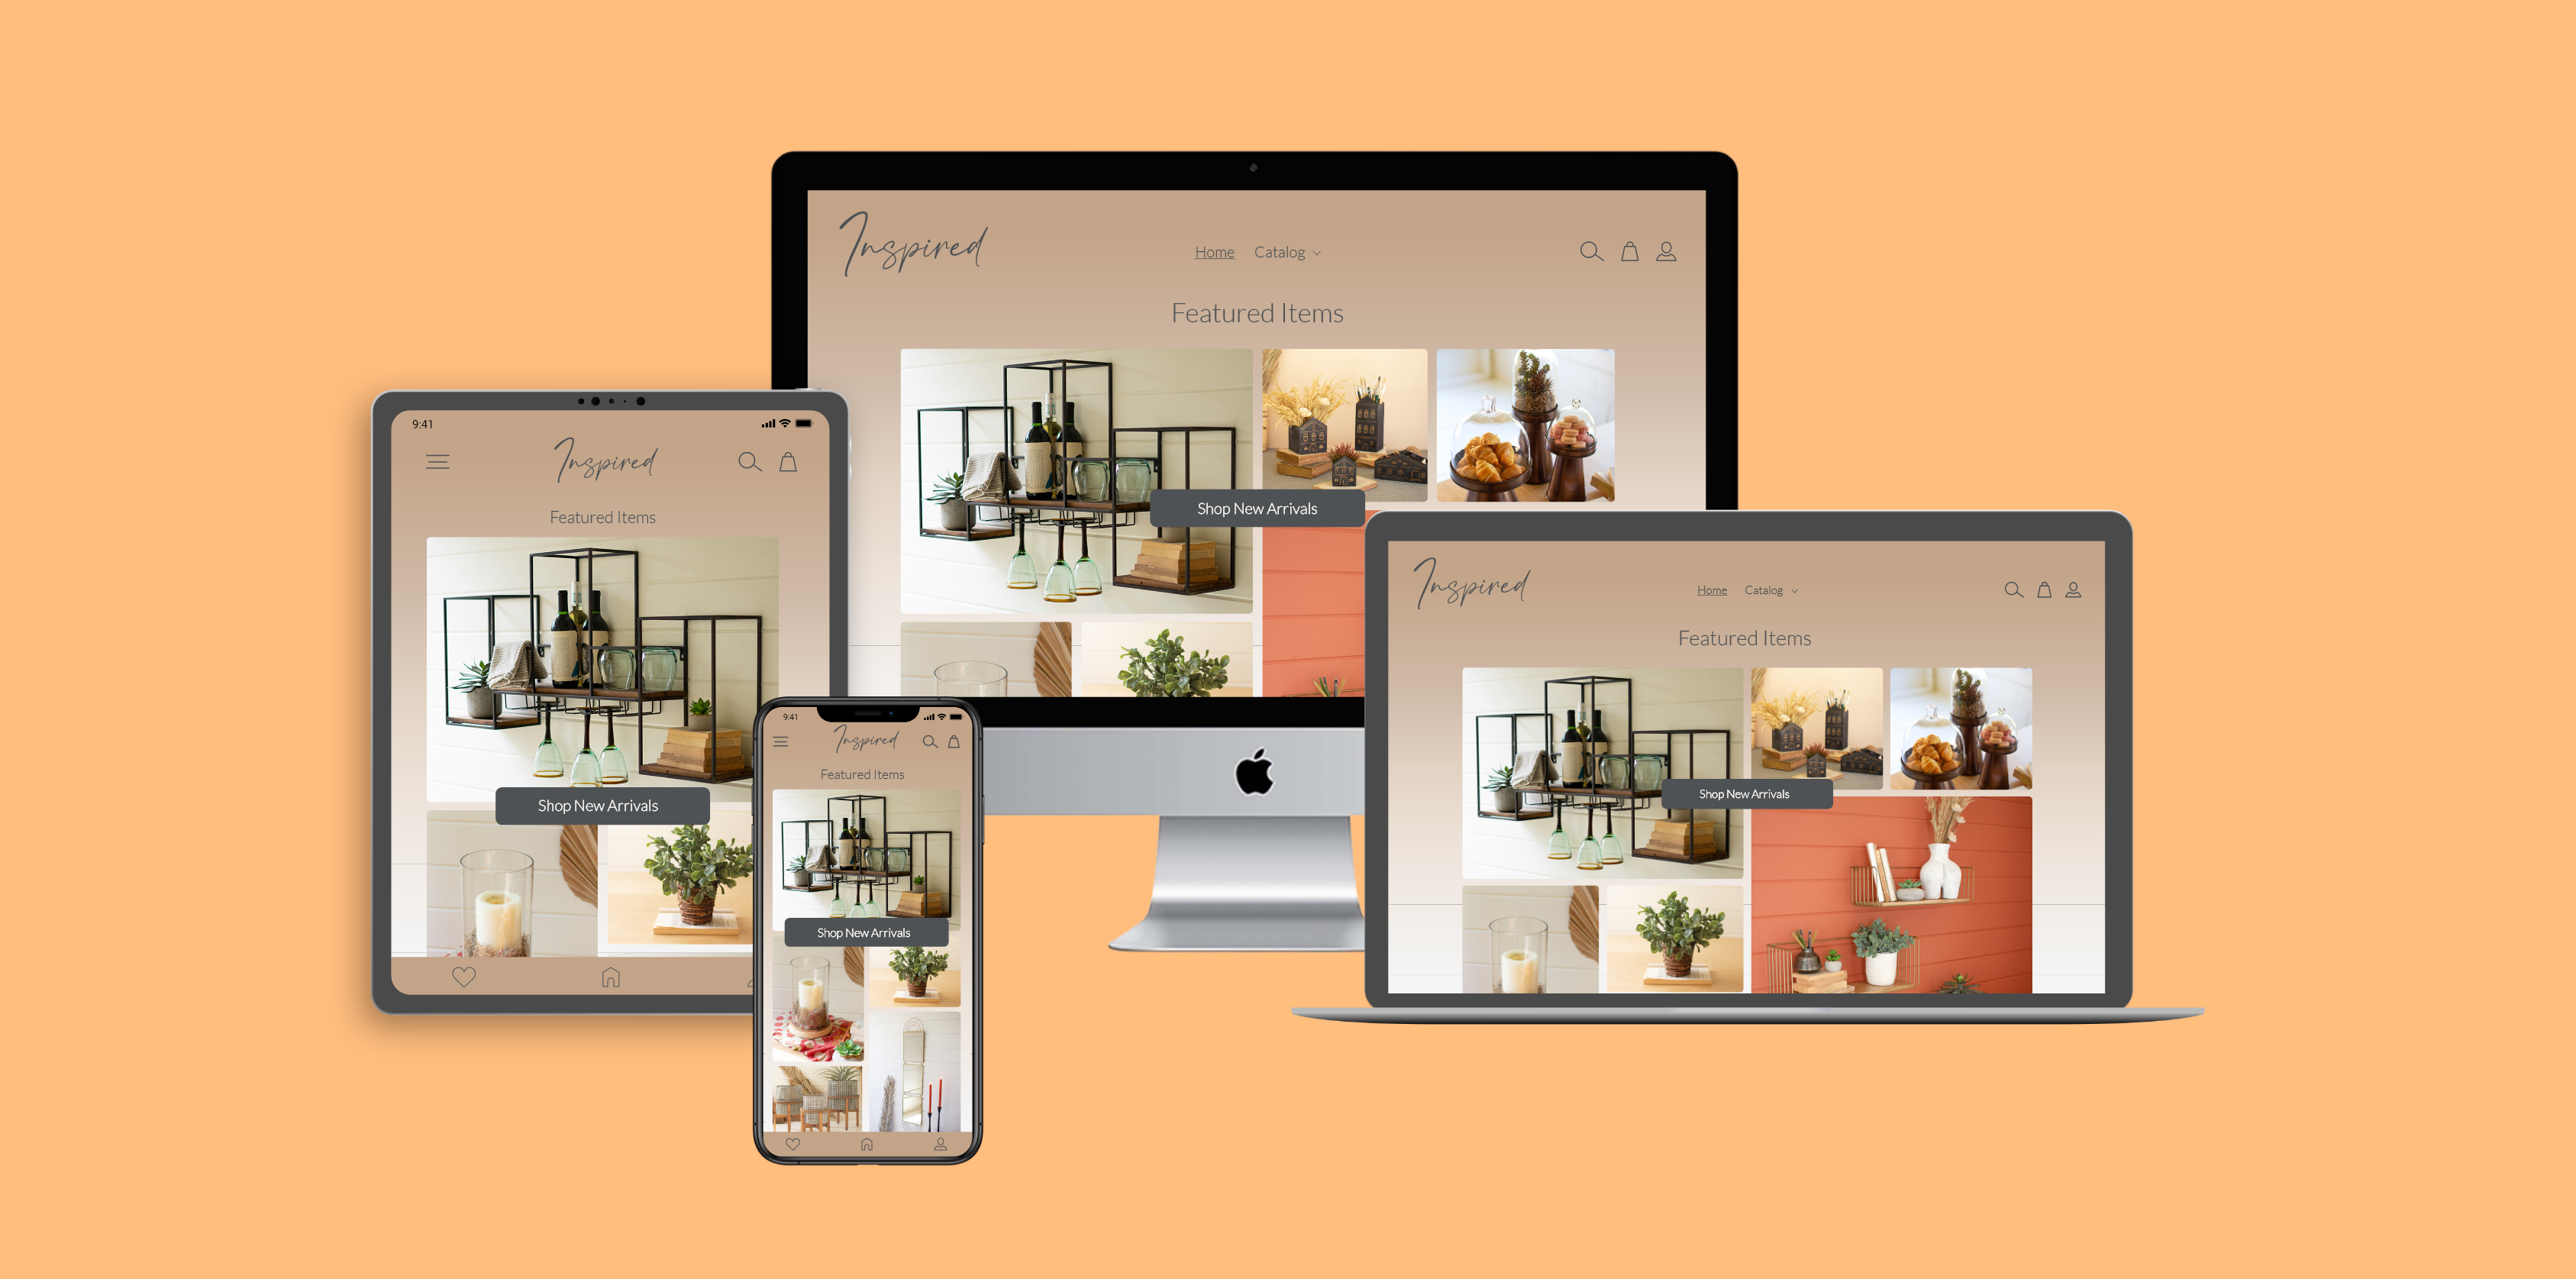 Inspired
Home Catalog
Featured Items
Shop New Arrivals
9:41
Inspired
Featured Items
Shop New Arrivals
9:41
Inspired
Featured Items
Shop New Arrivals
Inspired
Home Catalog
Featured Items
Shop New Arrivals